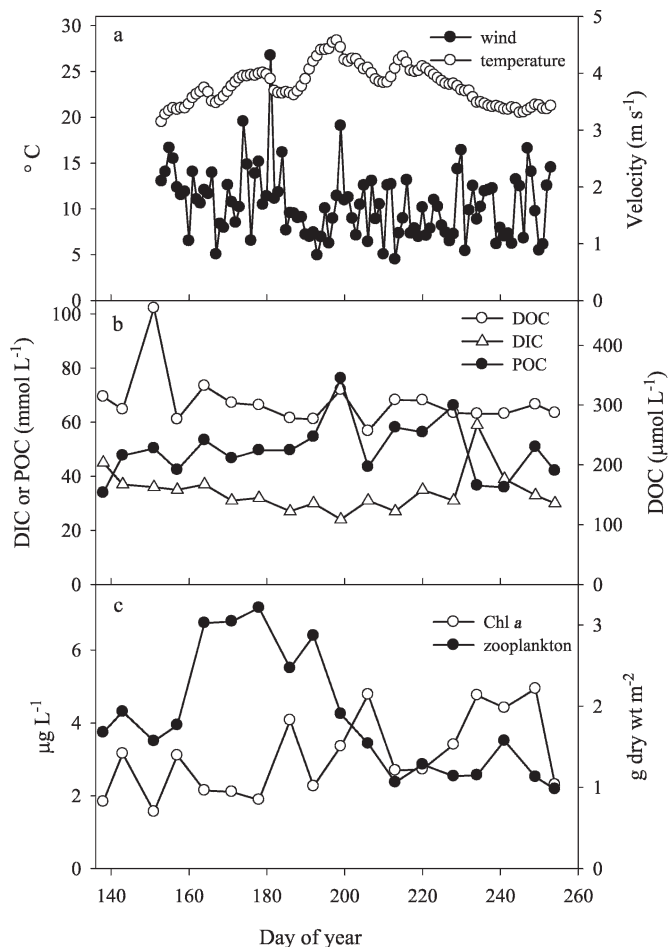 a
wind
temperature
30
25
20
15
10
5
0
° C
5
4
3
2
1
0
Velocity (m s-1)
b
DOC
DIC
POC
100
80
60
40
20
0
DIC or POC (mmol L-1)
400
300
200
100
0
DOC (μmol L-1)
c
Chl a
zooplankton
6
4
2
0
μg L-1
3
2
1
0
g dry wt m-2
140 160 180 200 220 240 260
Day of year